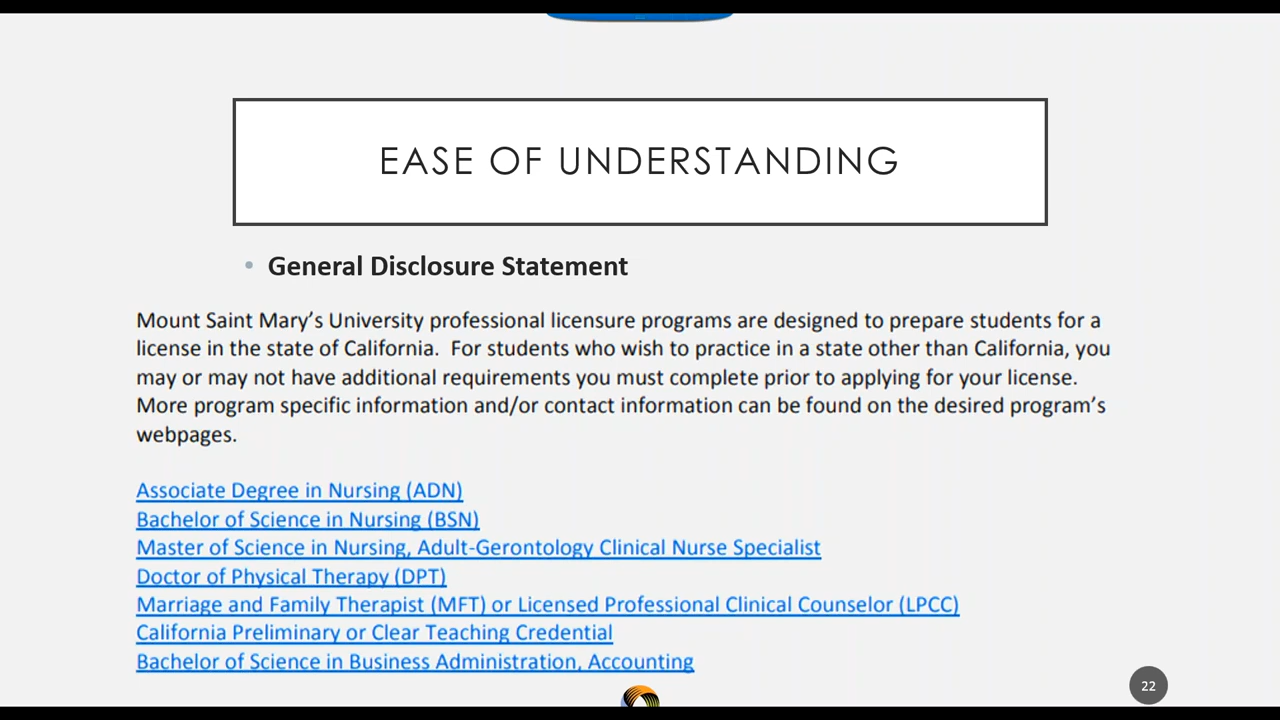 EASE OF UNDERSTANDING
• General Disclosure Statement
Mount Saint Mary’s University professional licensure programs are designed to prepare students for a
license in the state of California.  For students who wish to practice in a state other than California, you
may or may not have additional requirements you must complete prior to applying for your license.
More program specific information and/or contact information can be found on the desired program’s
webpages.
Associate Degree in Nursing (ADN)
Bachelor of Science in Nursing (BSN)
Master of Science in Nursing, Adult-Gerontology Clinical Nurse Specialist
Doctor of Physical Therapy (DPT)
Marriage and Family Therapist (MFT) or Licensed Professional Clinical Counselor (LPCC)
California Preliminary or Clear Teaching Credential
Bachelor of Science in Business Administration, Accounting
22